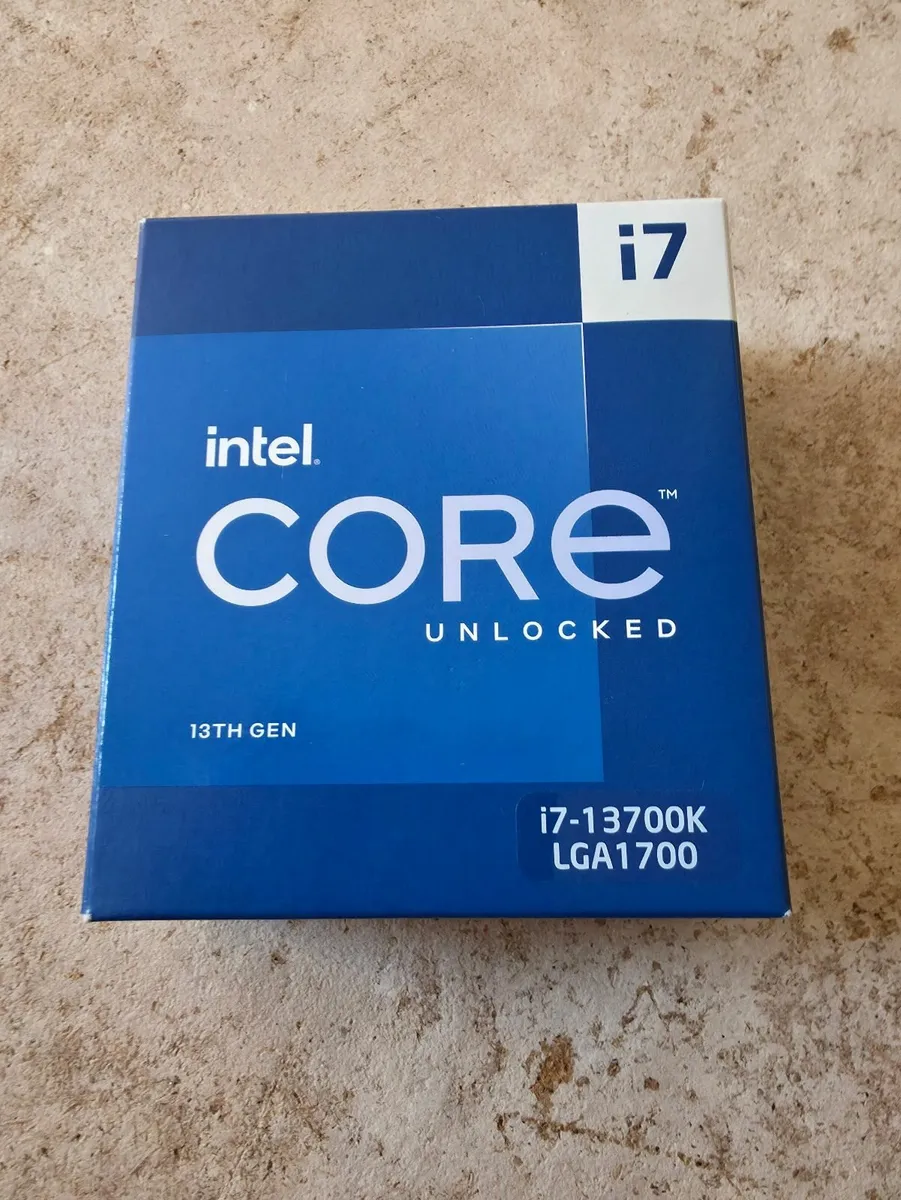 i7
intel®
CORE™
UNLOCKED
13TH GEN
i7-13700K
LGA1700